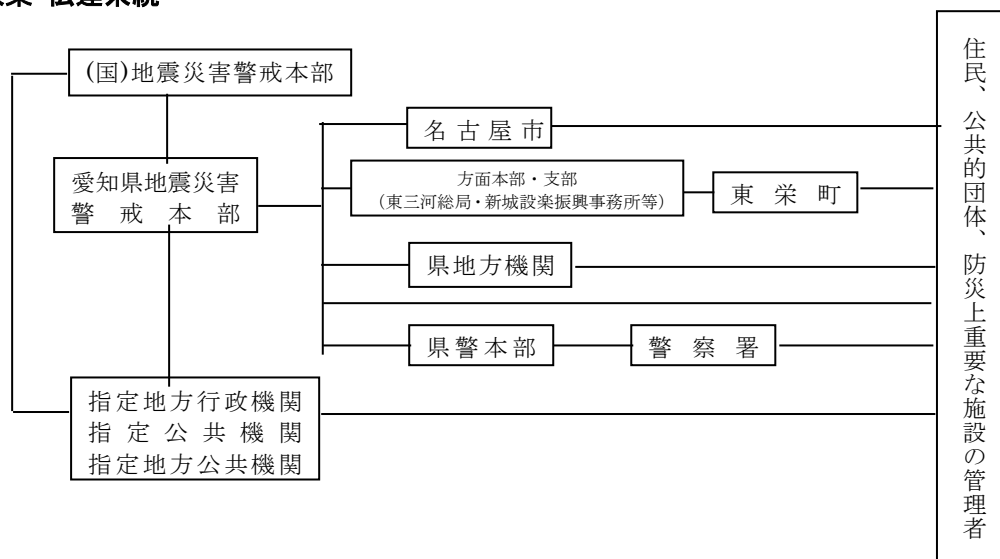 伝達系統
(国)地震災害警戒本部
名古屋市
愛知県地震災害
警戒本部
方面本部・支部
(東三河総局・新城設楽振興事務所等)
東栄町
県地方機関
県警本部
警察署
指定地方行政機関
指定公共機関
指定地方公共機関
住民、公共的団体、防災上重要な施設の管理者